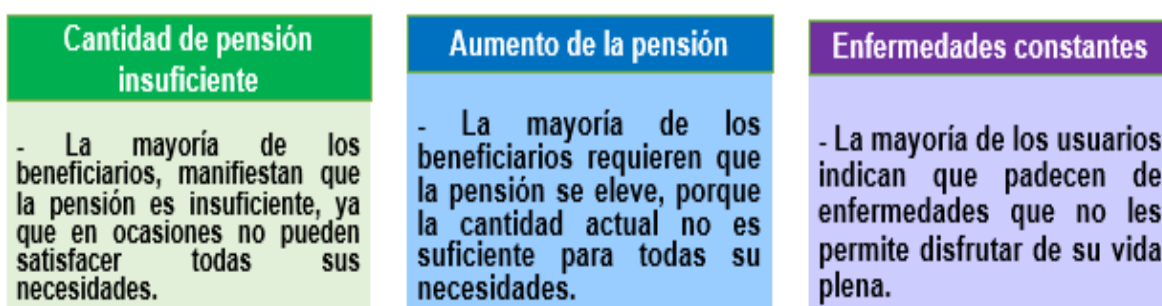 Cantidad de pensión
insuficiente
- La mayoría de los
beneficiarios, manifiestan que
la pensión es insuficiente, ya
que en ocasiones no pueden
satisfacer todas sus
necesidades.
Aumento de la pensión
- La mayoría de los
beneficiarios requieren que
la pensión se eleve, porque
la cantidad actual no es
suficiente para todas su
necesidades.
Enfermedades constantes
- La mayoría de los usuarios
indican que padecen de
enfermedades que no les
permite disfrutar de su vida
plena.